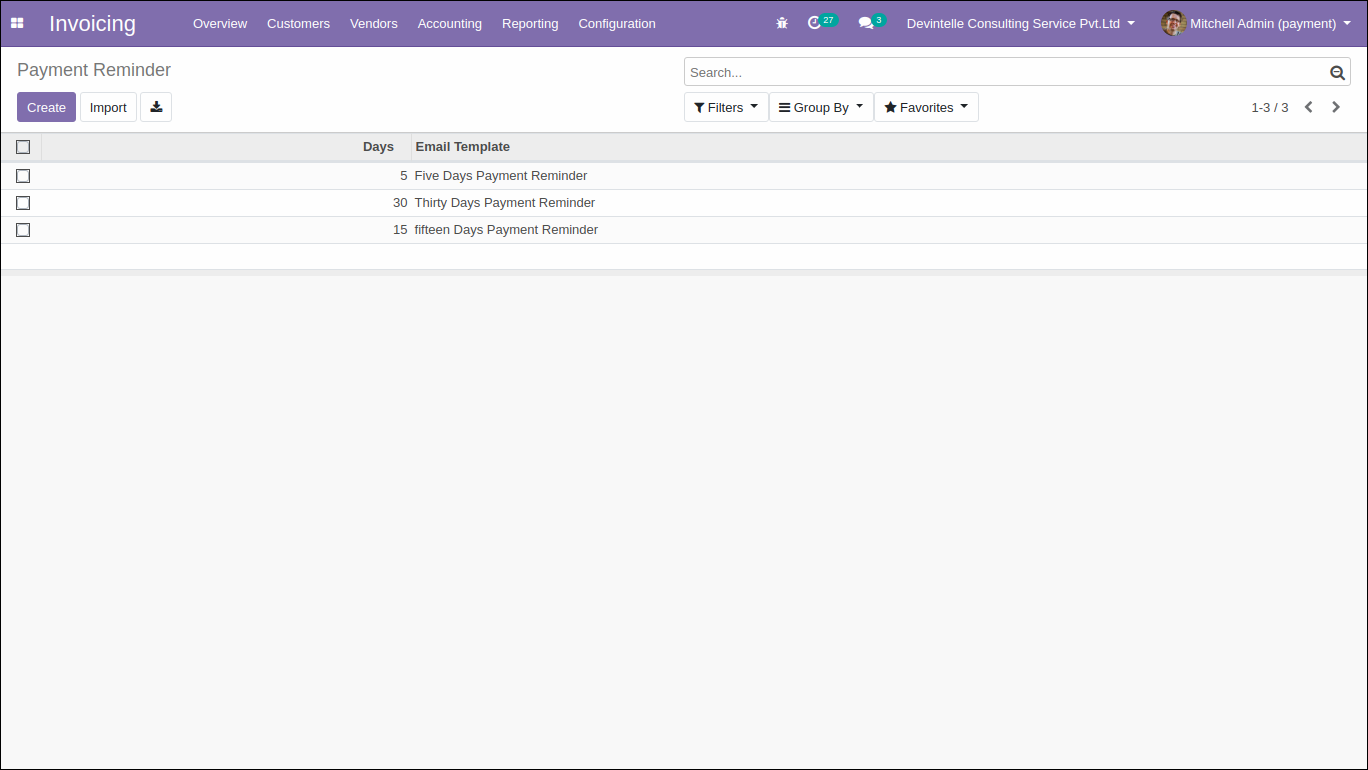 Invoicing Overview Customers Vendors Accounting Reporting Configuration 27 3 Devintelle Consulting Service Pvt.Ltd Mitchell Admin (payment)
Payment Reminder
Search...
Create Import Filters Group By Favorites 1-3 / 3
Days Email Template
5 Five Days Payment Reminder
30 Thirty Days Payment Reminder
15 fifteen Days Payment Reminder